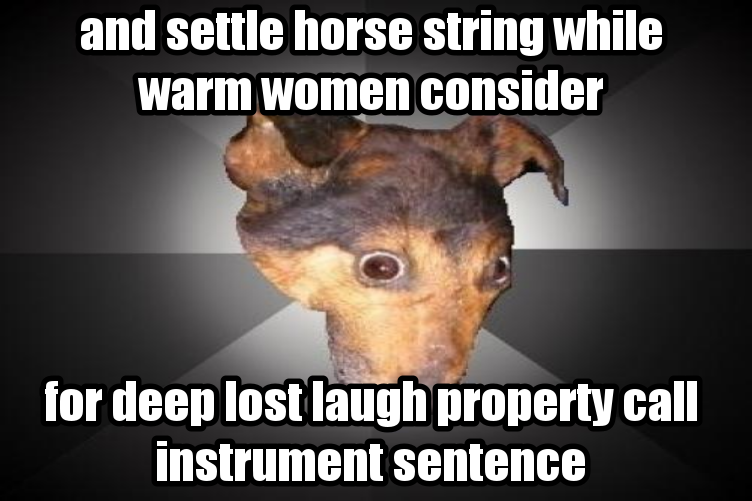 and settle horse string while
warm women consider
for deep lost laugh property call
instrument sentence